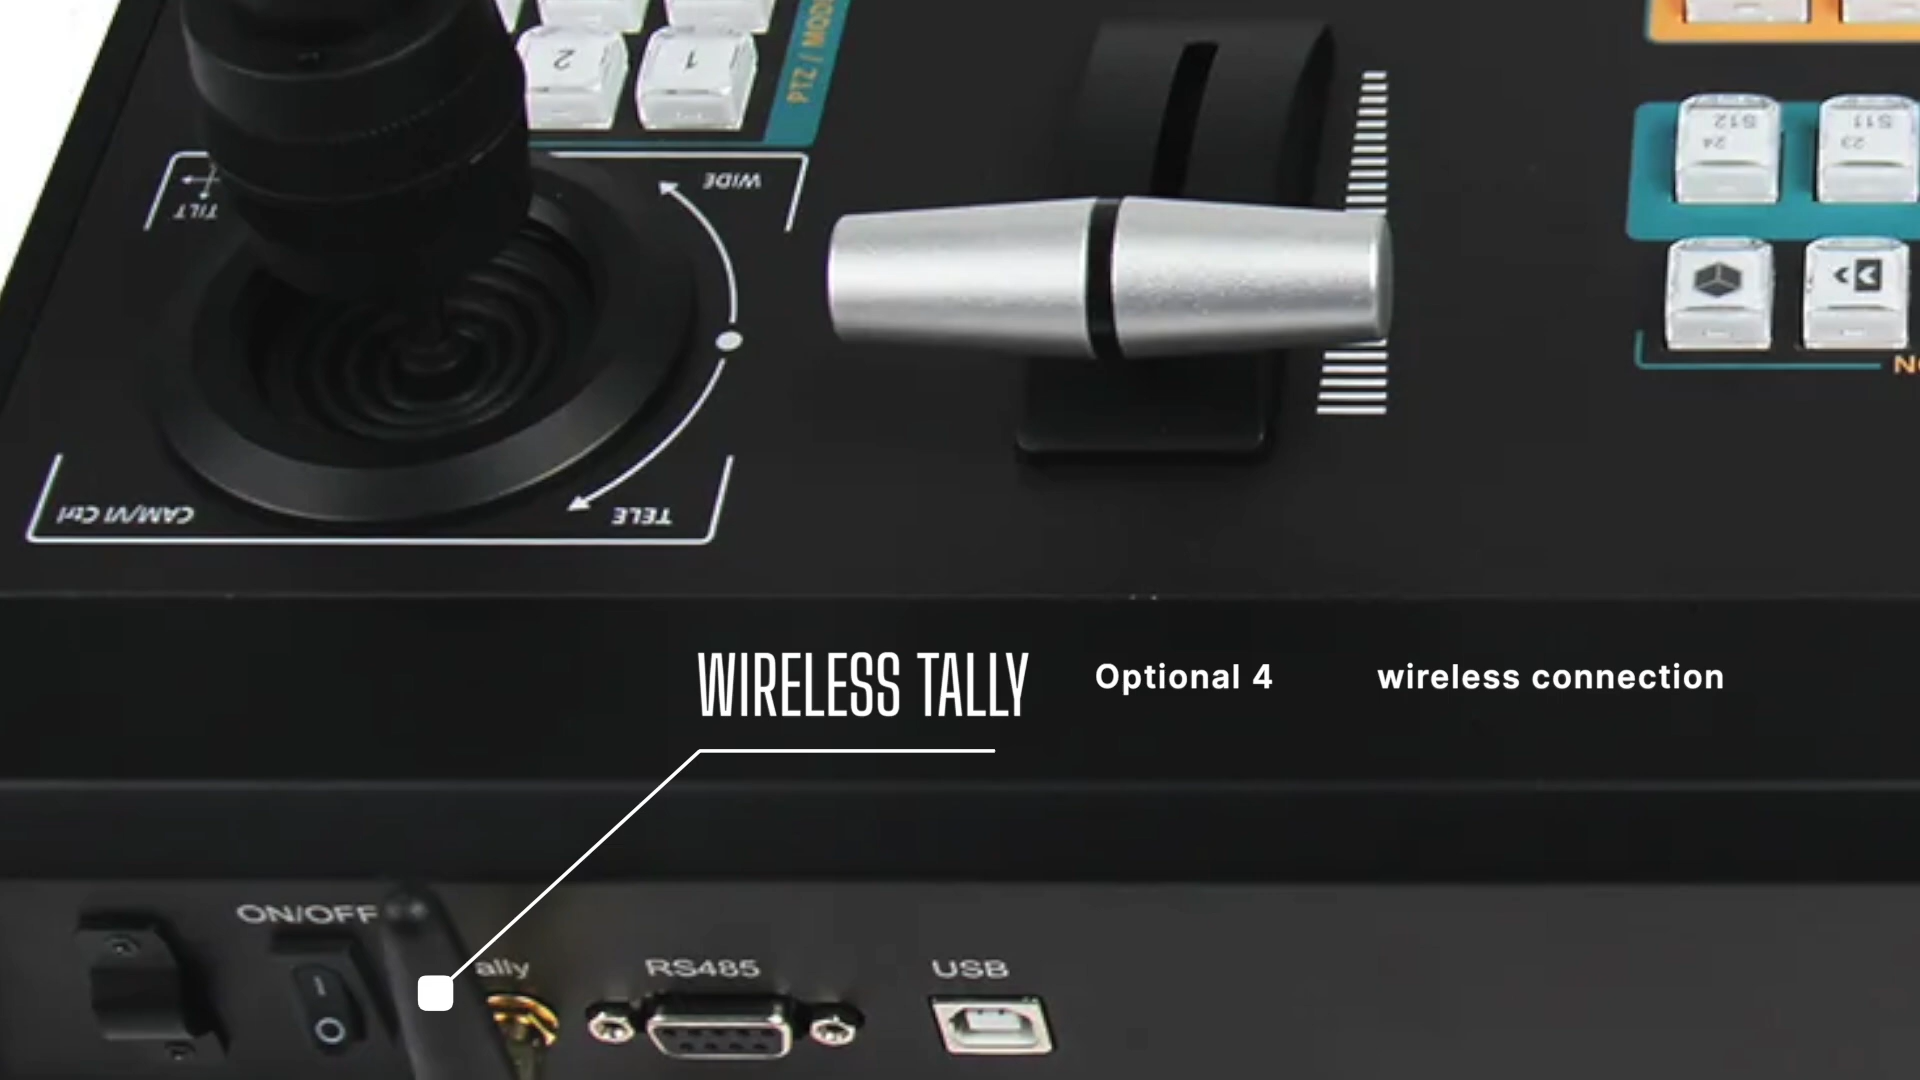 2
1
PTZ / MOD
WIDE
TILT
CAM/VI Ctrl
TELE
S12
24
S11
23
WIRELESS TALLY
Optional 4
wireless connection
ON/OFF
ally
RS485
USB